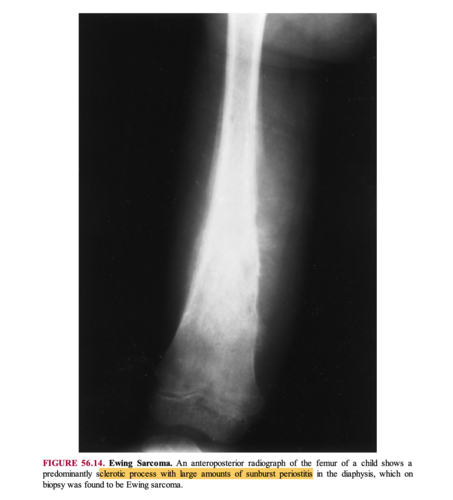 FIGURE 56.14. Ewing Sarcoma. An anteroposterior radiograph of the femur of a child shows a
predominantly sclerotic process with large amounts of sunburst periostitis in the diaphysis, which on
biopsy was found to be Ewing sarcoma.